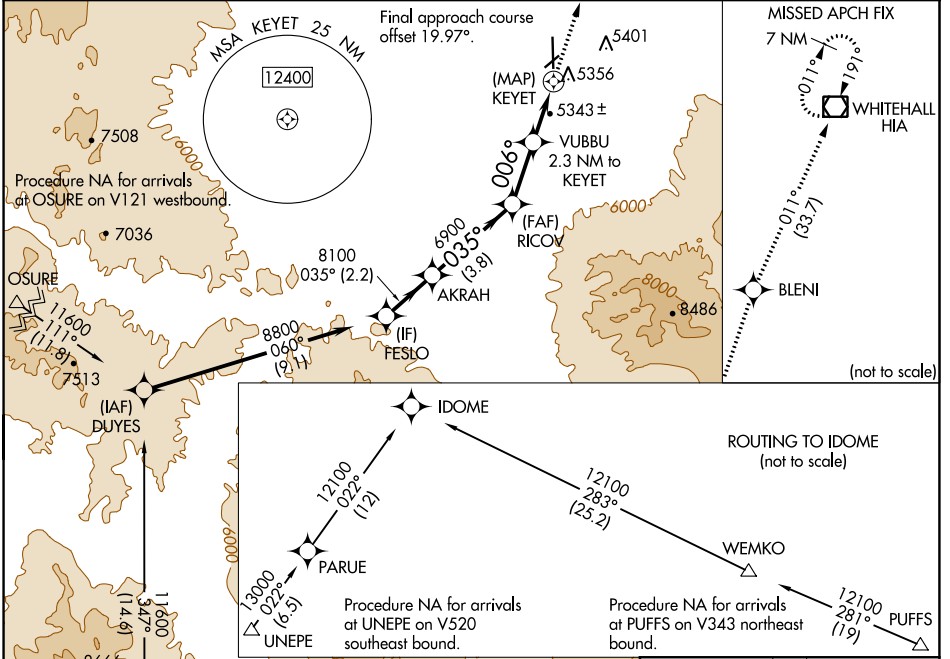 MSA KEYET 25 NM
12400
Final approach course
offset 19.97°.
5401
5356
(MAP)
KEYET
5343 ±
VUBBU
2.3 NM to
KEYET
006°
(FAF)
RICOV
6000
7508
Procedure NA for arrivals
at OSURE on V121 westbound.
7036
8100
035° (2.2)
6900
035°
(3.8)
AKRAH
OSURE
11600
111°
(11.8)
7513
(IF)
FESLO
8800
060°
(9.1)
(IAF)
DUYES
8000
8486
6000
11600
347°
(14.6)
MISSED APCH FIX
7 NM
011°
191°
WHITEHALL
HIA
011°
(33.7)
BLENI
(not to scale)
IDOME
ROUTING TO IDOME
(not to scale)
12100
022°
(12)
12100
283°
(25.2)
WEMKO
PARUE
13000
022°
(6.5)
UNEPE
Procedure NA for arrivals
at UNEPE on V520
southeast bound.
Procedure NA for arrivals
at PUFFS on V343 northeast
bound.
12100
281°
(19)
PUFFS